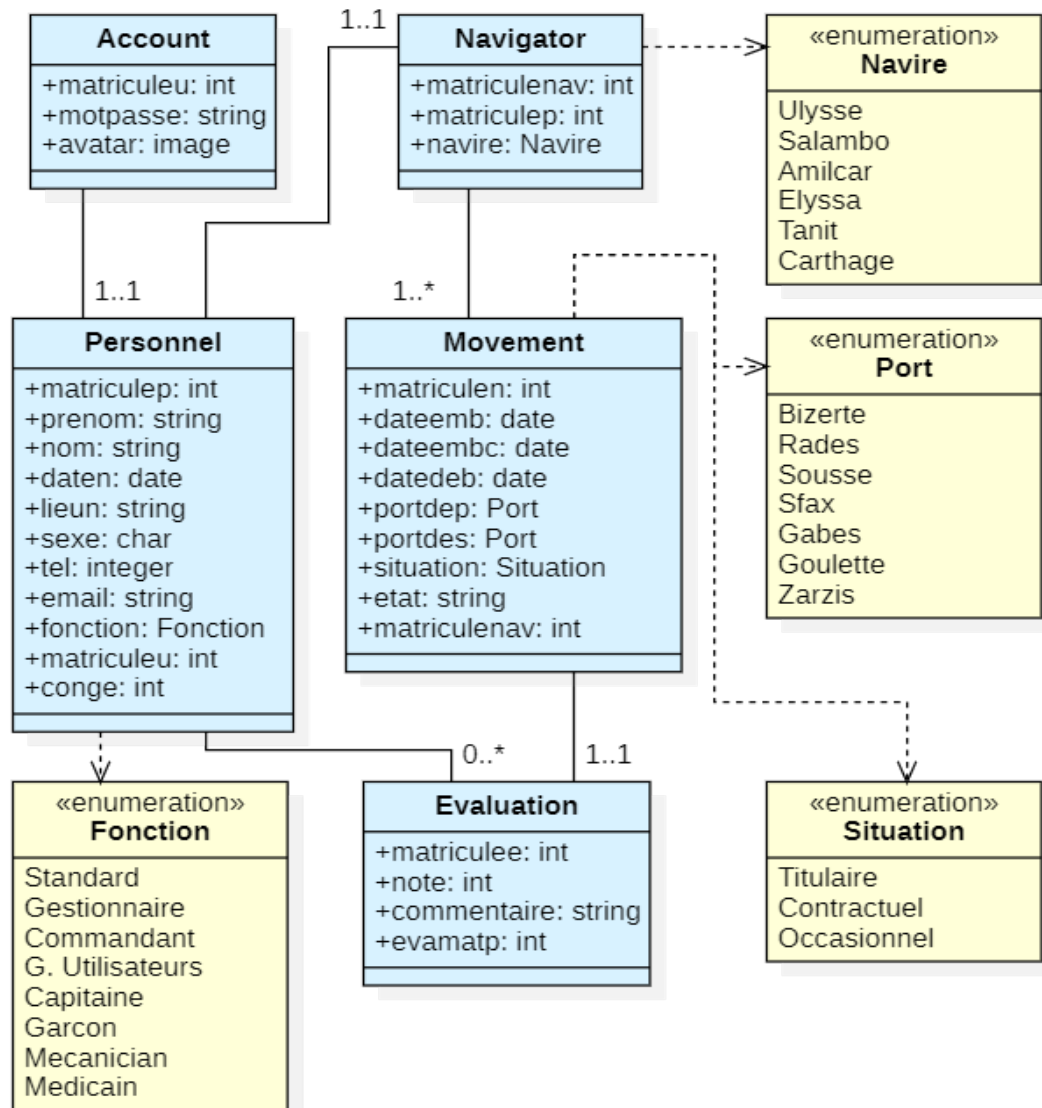 Account
+matriculeu: int
+motpasse: string
+avatar: image
1..1
Navigator
+matriculenav: int
+matriculep: int
+navire: Navire
«enumeration»
Navire
Ulysse
Salambo
Amilcar
Elyssa
Tanit
Carthage
1..1
1..*
Personnel
+matriculep: int
+prenom: string
+nom: string
+daten: date
+lieun: string
+sexe: char
+tel: integer
+email: string
+fonction: Fonction
+matriculeu: int
+conge: int
Movement
+matriculen: int
+dateemb: date
+dateembc: date
+datedeb: date
+portdep: Port
+portdes: Port
+situation: Situation
+etat: string
+matriculenav: int
«enumeration»
Port
Bizerte
Rades
Sousse
Sfax
Gabes
Goulette
Zarzis
0..*
1..1
«enumeration»
Fonction
Standard
Gestionnaire
Commandant
G. Utilisateurs
Capitaine
Garcon
Mecanician
Medicain
Evaluation
+matriculee: int
+note: int
+commentaire: string
+evamatp: int
«enumeration»
Situation
Titulaire
Contractuel
Occasionnel